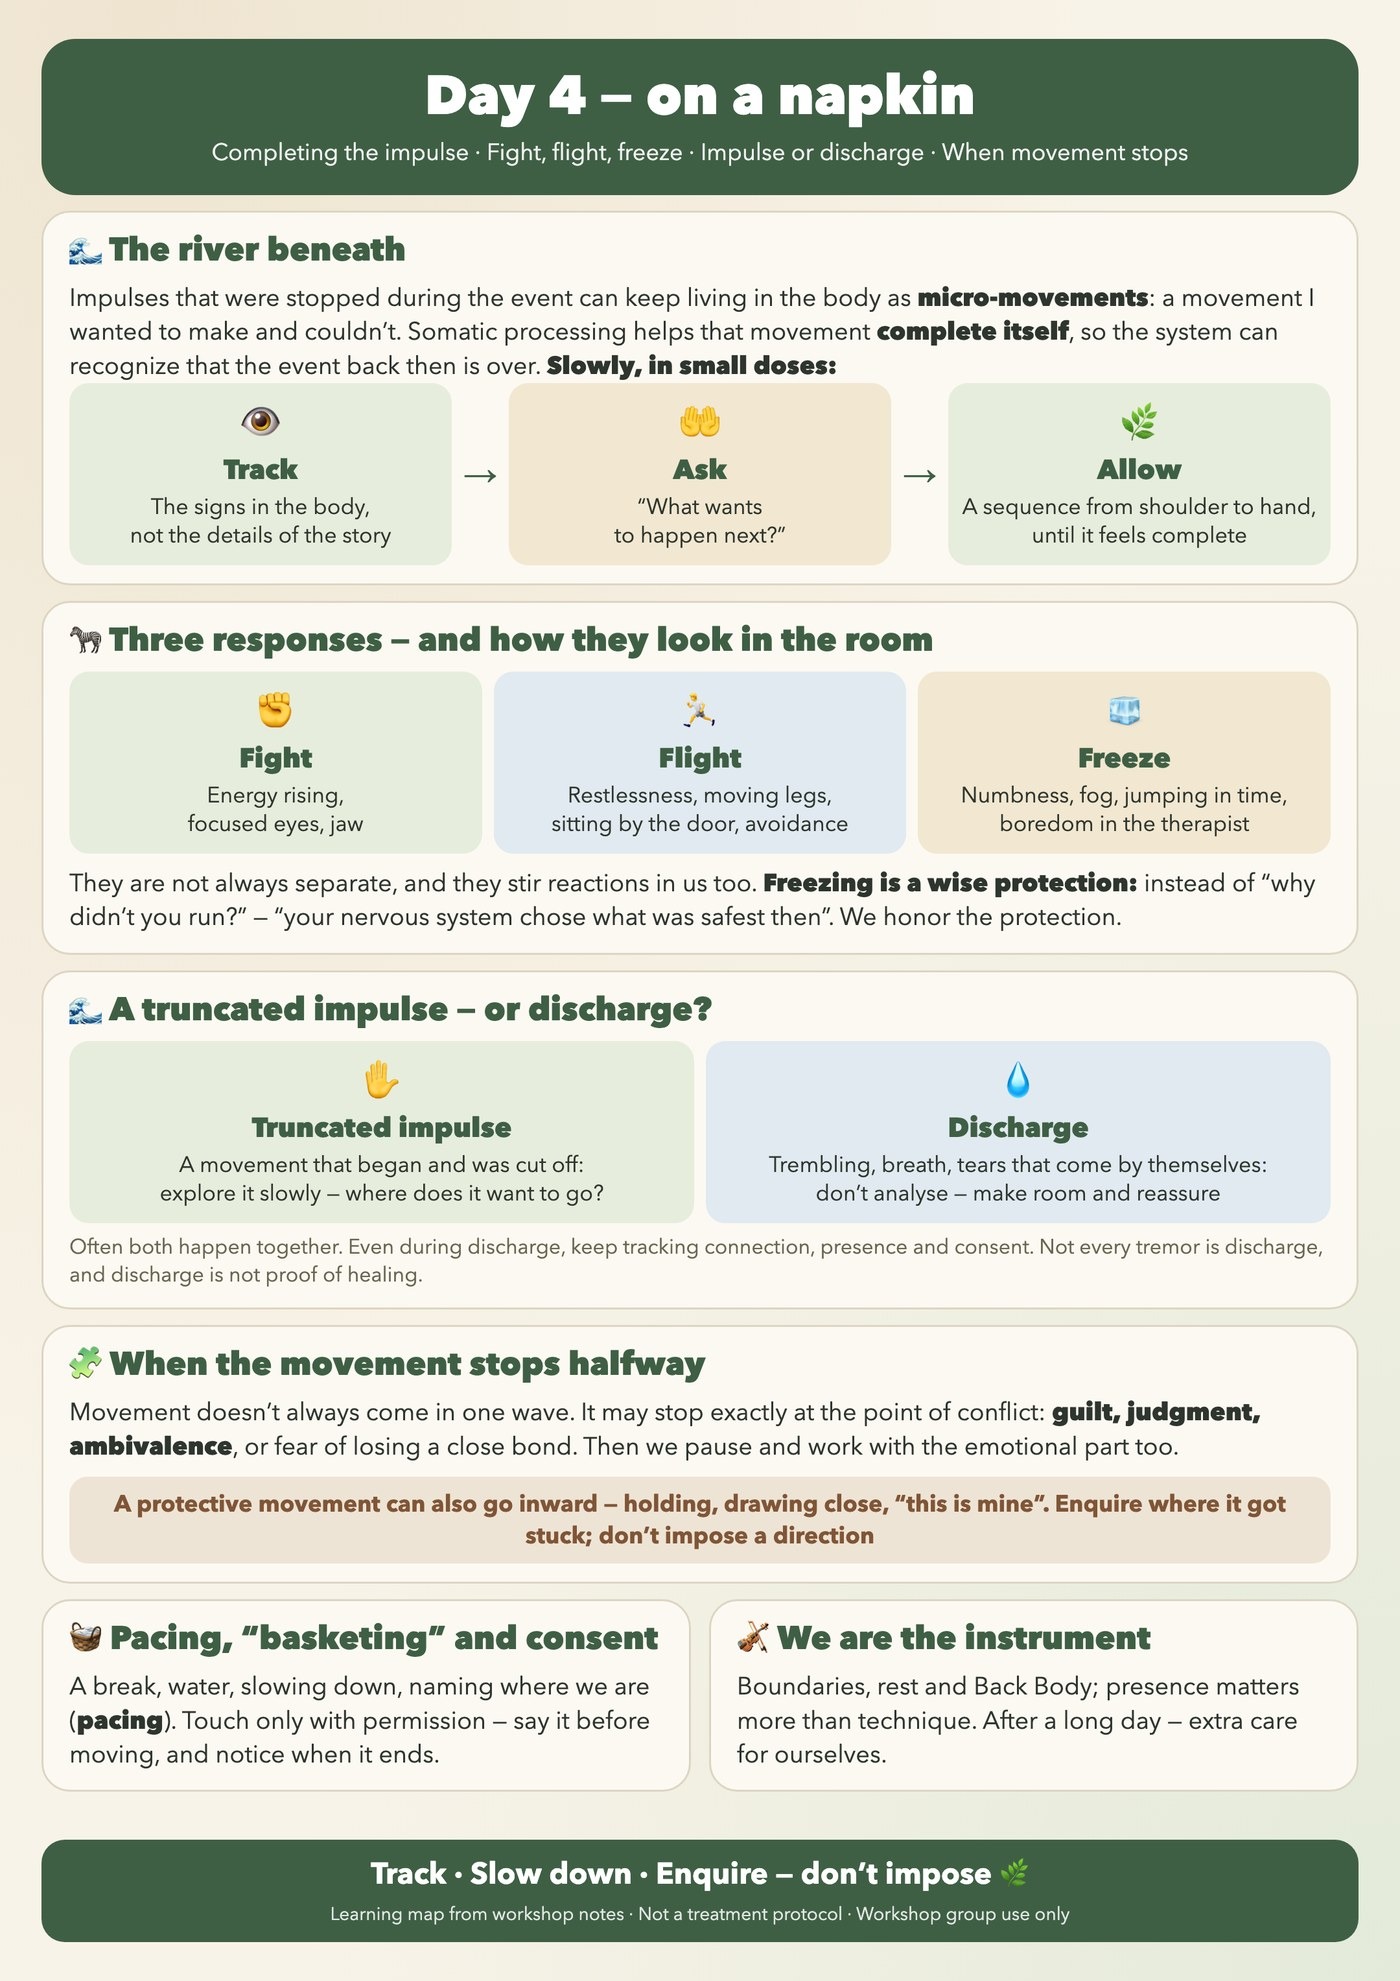 Day 4 – on a napkin
Completing the impulse · Fight, flight, freeze · Impulse or discharge · When movement stops
🌊 The river beneath
Impulses that were stopped during the event can keep living in the body as micro-movements: a movement I
wanted to make and couldn’t. Somatic processing helps that movement complete itself, so the system can
recognize that the event back then is over. Slowly, in small doses:
👁️
Track
The signs in the body,
not the details of the story
→
🤲
Ask
“What wants
to happen next?”
→
🌿
Allow
A sequence from shoulder to hand,
until it feels complete
🦓 Three responses – and how they look in the room
✊
Fight
Energy rising,
focused eyes, jaw
🏃
Flight
Restlessness, moving legs,
sitting by the door, avoidance
🧊
Freeze
Numbness, fog, jumping in time,
boredom in the therapist
They are not always separate, and they stir reactions in us too. Freezing is a wise protection: instead of “why
didn’t you run?” – “your nervous system chose what was safest then”. We honor the protection.
🌊 A truncated impulse – or discharge?
✋
Truncated impulse
A movement that began and was cut off:
explore it slowly – where does it want to go?
💧
Discharge
Trembling, breath, tears that come by themselves:
don’t analyse – make room and reassure
Often both happen together. Even during discharge, keep tracking connection, presence and consent. Not every tremor is discharge,
and discharge is not proof of healing.
🧩 When the movement stops halfway
Movement doesn’t always come in one wave. It may stop exactly at the point of conflict: guilt, judgment,
ambivalence, or fear of losing a close bond. Then we pause and work with the emotional part too.
A protective movement can also go inward – holding, drawing close, “this is mine”. Enquire where it got
stuck; don’t impose a direction
🧺 Pacing, “basketing” and consent
A break, water, slowing down, naming where we are
(pacing). Touch only with permission – say it before
moving, and notice when it ends.
🎻 We are the instrument
Boundaries, rest and Back Body; presence matters
more than technique. After a long day – extra care
for ourselves.
Track · Slow down · Enquire – don’t impose 🌿
Learning map from workshop notes · Not a treatment protocol · Workshop group use only